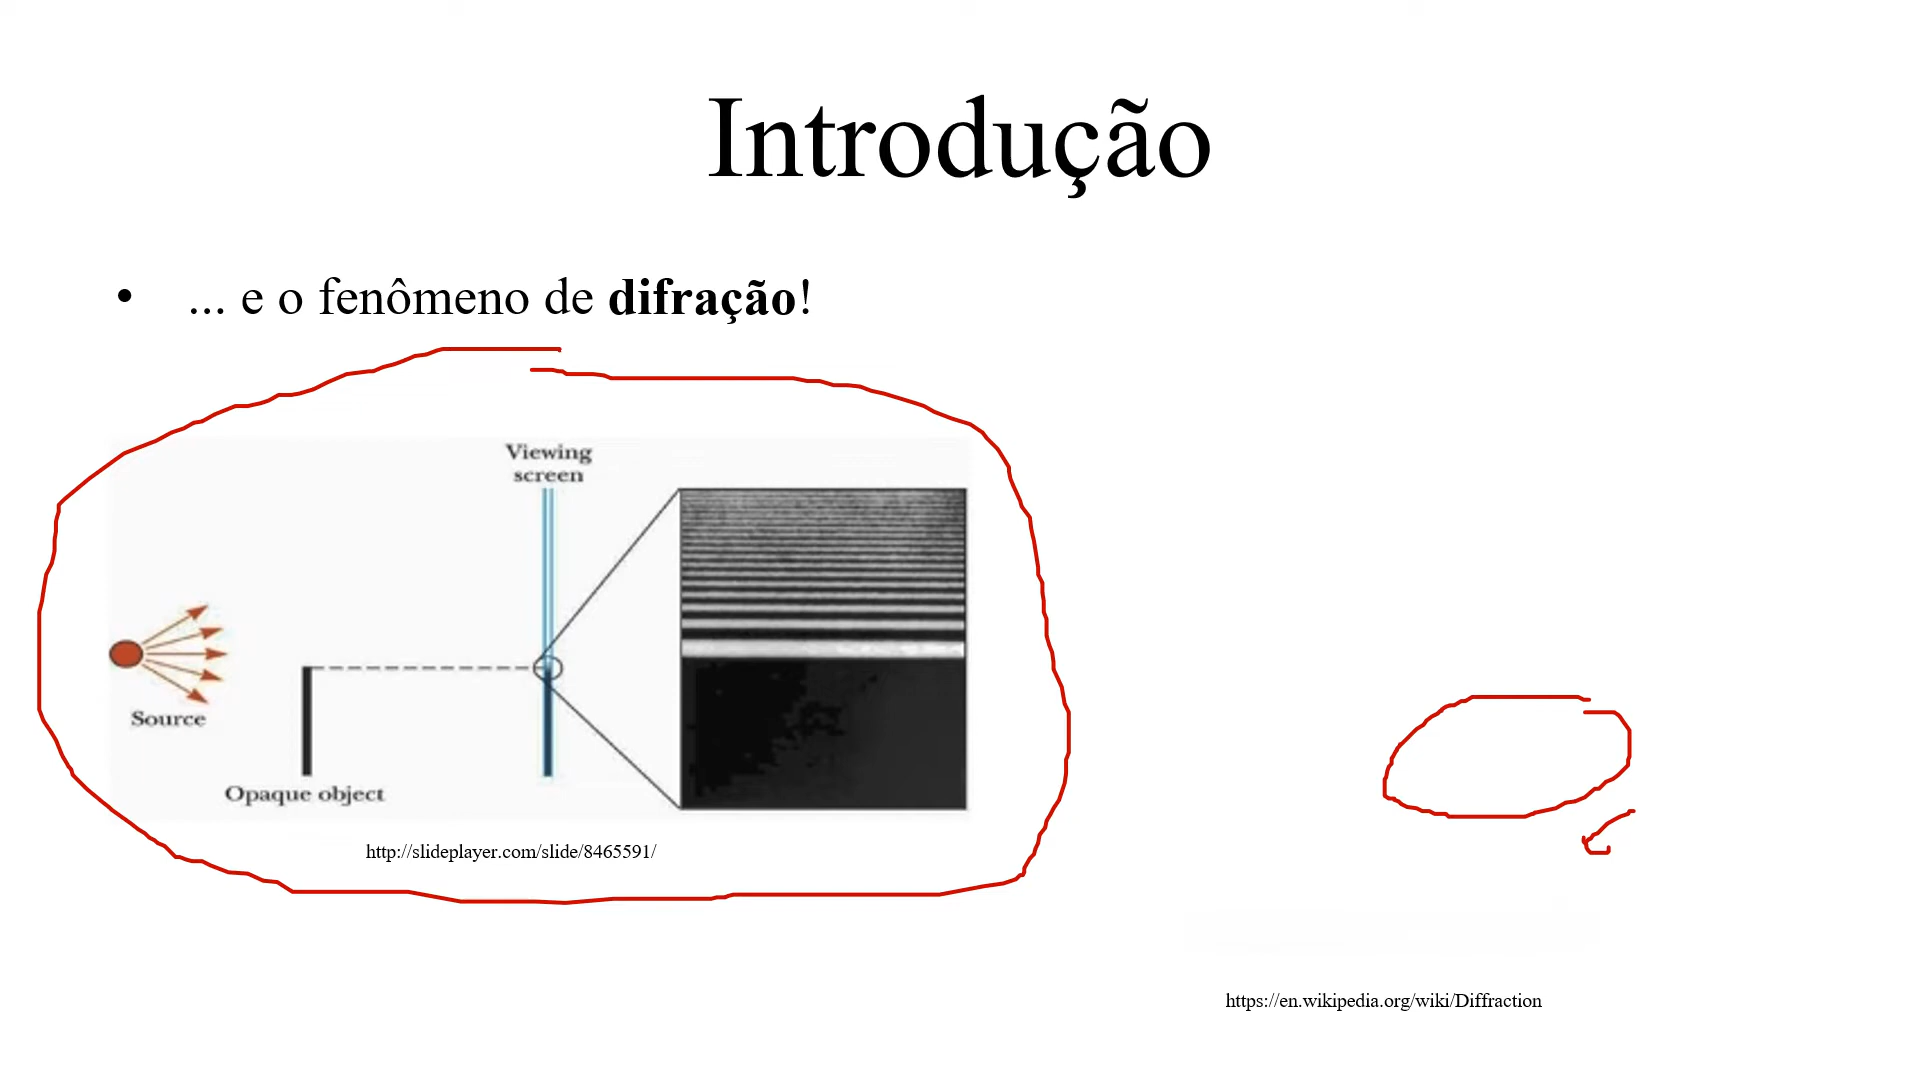 Introdução
• ... e o fenômeno de difração!
Viewing
screen
Source
Opaque object
http://slideplayer.com/slide/8465591/
https://en.wikipedia.org/wiki/Diffraction